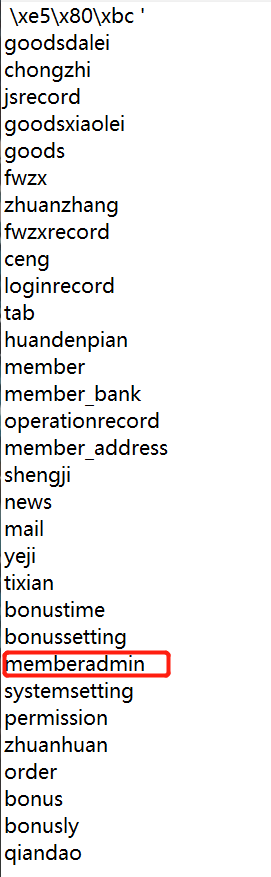 \xe5\x80\xbc '
goodsdalei
chongzhi
jsrecord
goodsxiaolei
goods
fwzx
zhuanzhang
fwzxrecord
ceng
loginrecord
tab
huandenpian
member
member_bank
operationrecord
member_address
shengji
news
mail
yeji
tixian
bonustime
bonussetting
memberadmin
systemsetting
permission
zhuanhuan
order
bonus
bonusly
qiandao